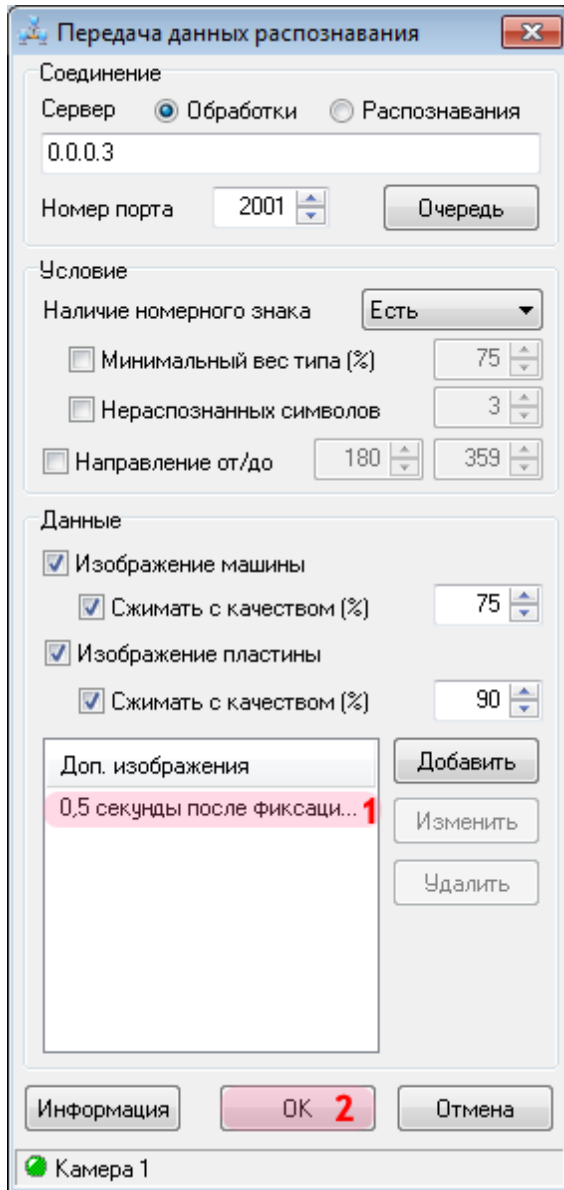 Передача данных распознавания
Соединение
Сервер Обработки Распознавания
0.0.0.3
Номер порта 2001 Очередь
Условие
Наличие номерного знака Есть
Минимальный вес типа (%) 75
Нераспознанных символов 3
Направление от/до 180 359
Данные
Изображение машины
Сжимать с качеством (%) 75
Изображение пластины
Сжимать с качеством (%) 90
Доп. изображения Добавить
0,5 секунды после фиксаци... 1
Изменить
Удалить
Информация OK 2 Отмена
Камера 1